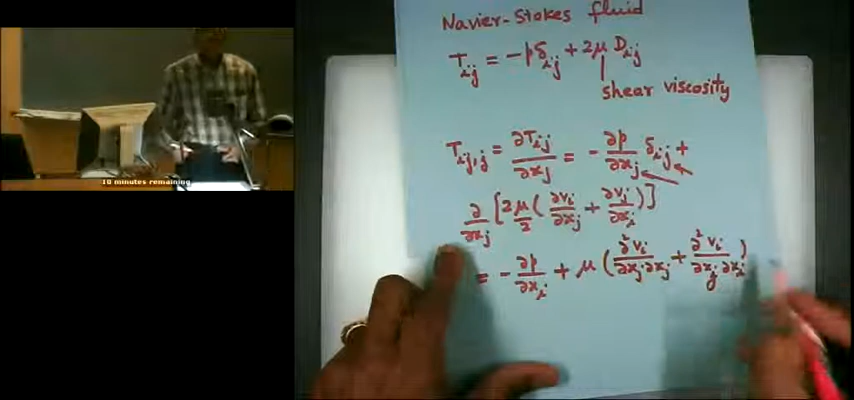 Navier-Stokes fluid
T_ij = -pδ_ij + 2μ D_ij
shear viscosity
T_ij,j = ∂T_ij/∂x_j = - ∂p/∂x_j δ_ij +
∂/∂x_j [2μ/2 (∂v_i/∂x_j + ∂v_j/∂x_i)]
= - ∂p/∂x_i + μ (∂²v_i/∂x_j∂x_j + ∂²v_j/∂x_j∂x_i)
10 minutes remaining